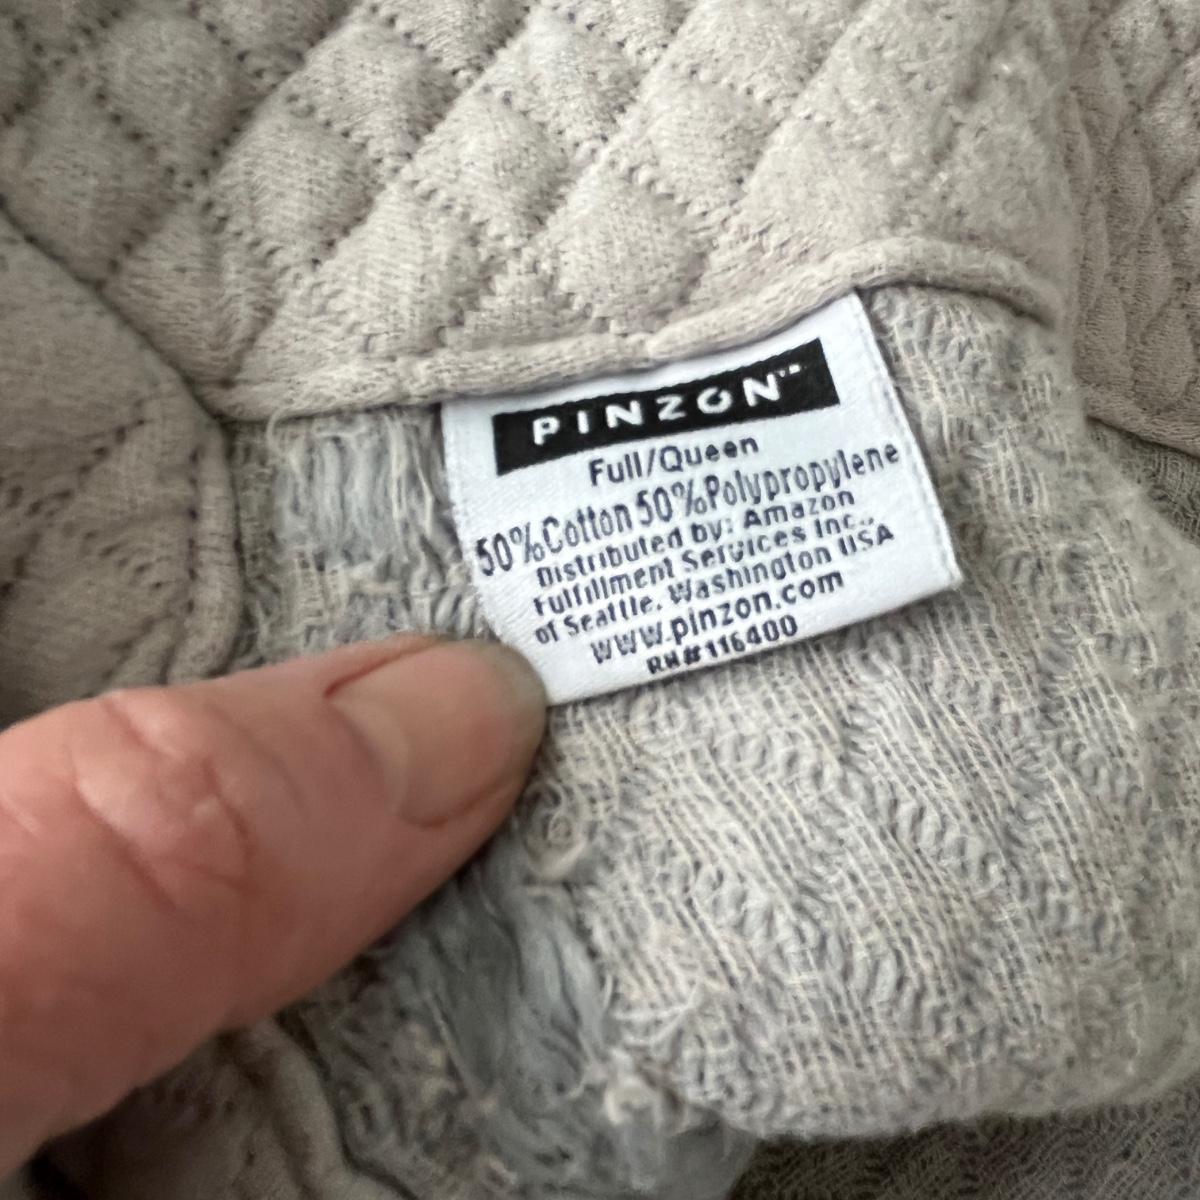 PINZON™
Full/Queen
50%Cotton 50%Polypropylene
Distributed by: Amazon
Fulfillment Services Inc.,
of Seattle, Washington USA
www.pinzon.com
RN#116400